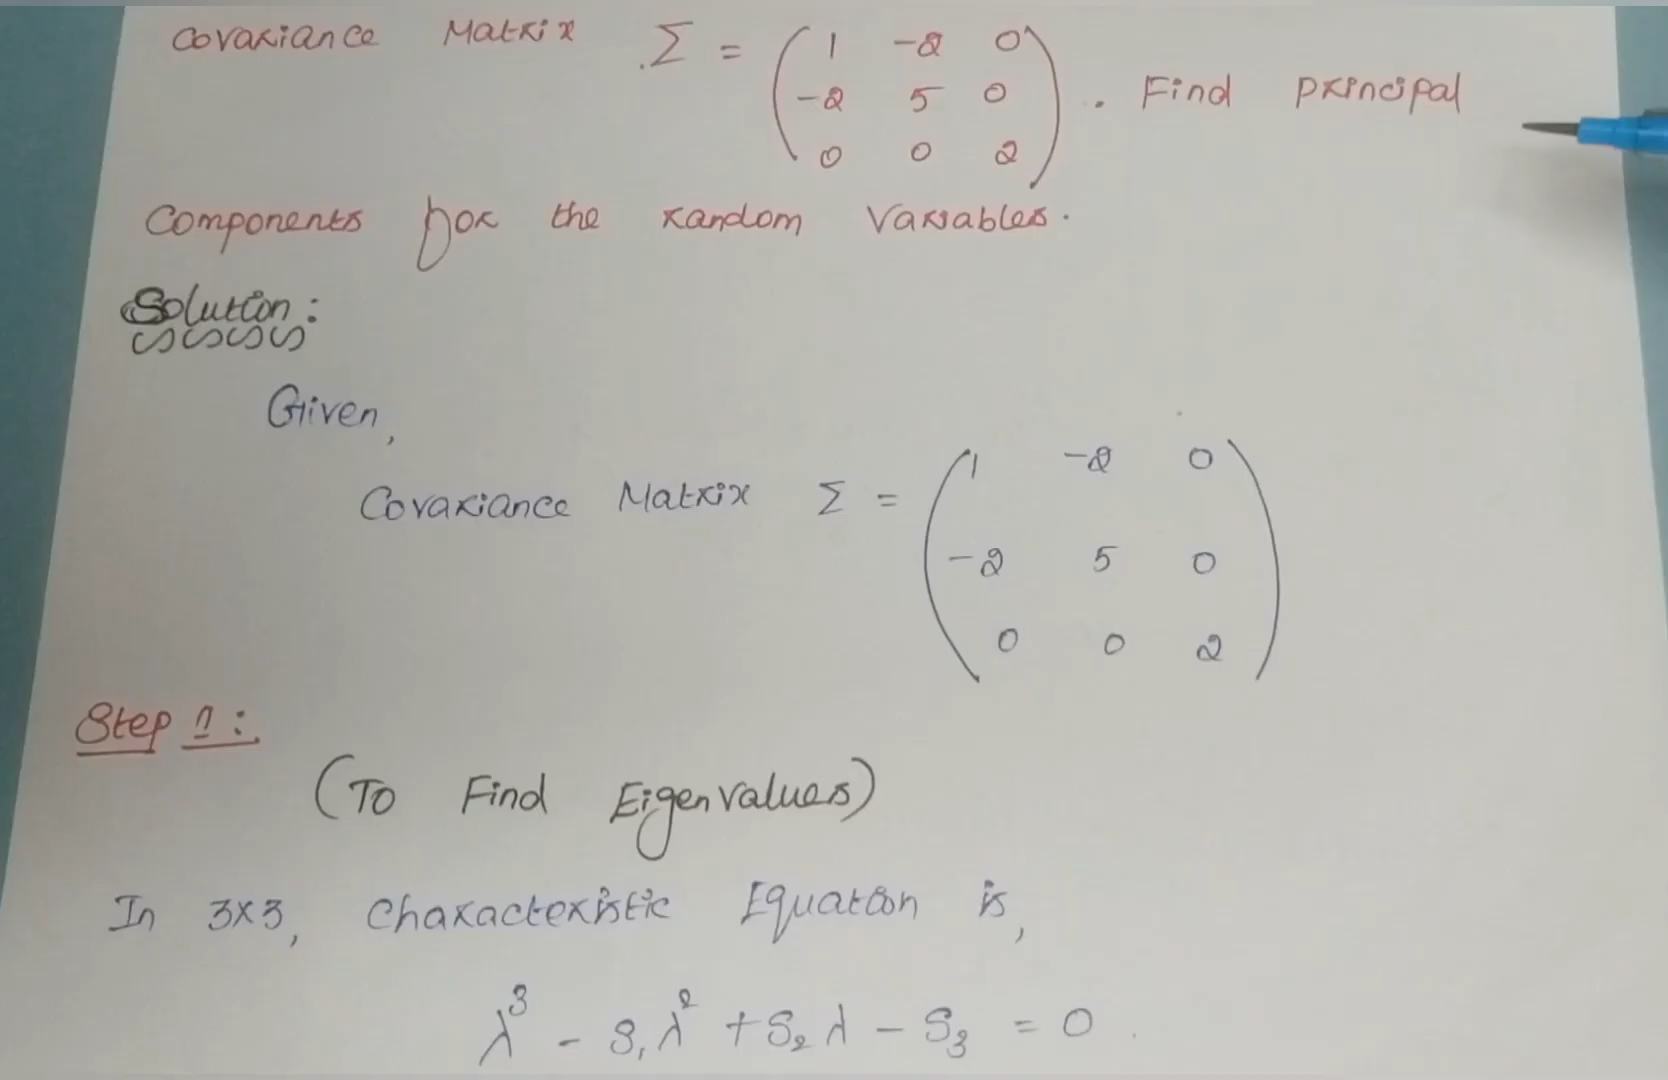 Covariance Matrix Σ = ( 1 -2 0
-2 5 0 . Find principal
0 0 2 )
Components for the random Variables.
Solution:
Given,
Covariance Matrix Σ = ( 1 -2 0
-2 5 0
0 0 2 )
Step 1:
(To Find Eigenvalues)
In 3x3, Characteristic Equation is,
λ³ - S₁λ² + S₂λ - S₃ = 0.